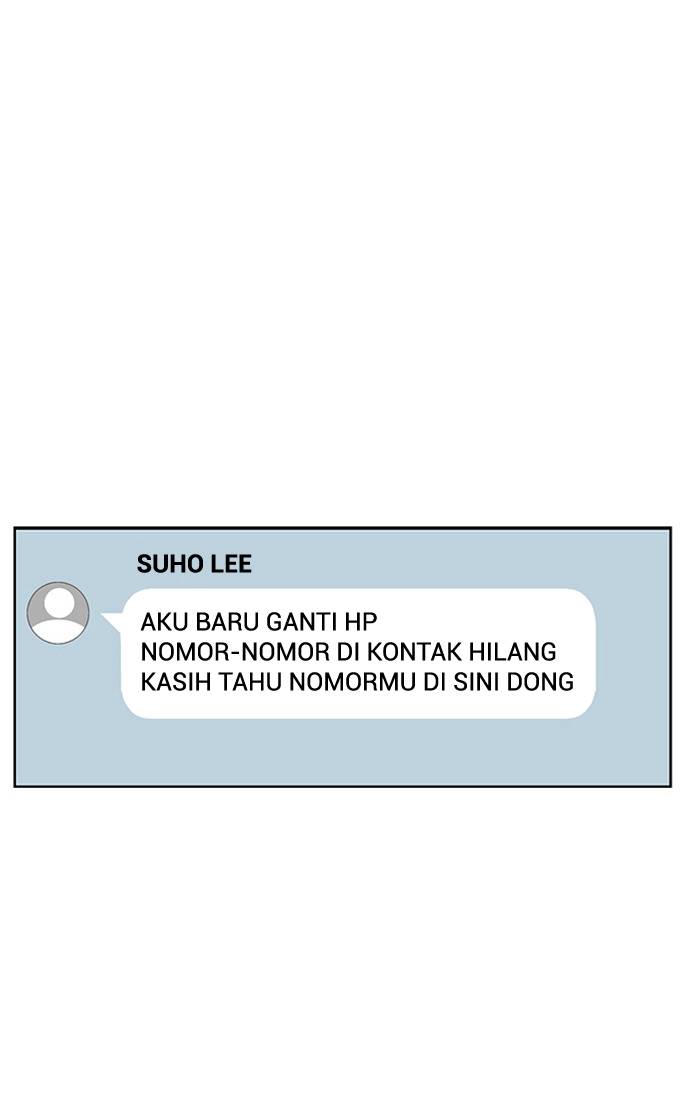 SUHO LEE
AKU BARU GANTI HP
NOMOR-NOMOR DI KONTAK HILANG
KASIH TAHU NOMORMU DI SINI DONG